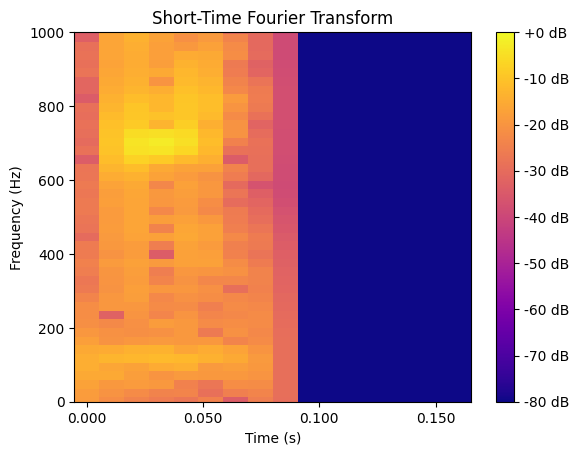 Short-Time Fourier Transform
1000
800
600
400
200
0
Frequency (Hz)
0.000
0.050
0.100
0.150
Time (s)
+0 dB
-10 dB
-20 dB
-30 dB
-40 dB
-50 dB
-60 dB
-70 dB
-80 dB